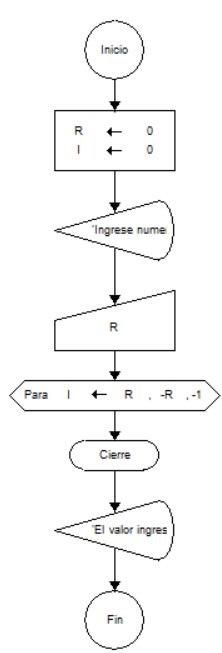 Inicio
R ← 0
I ← 0
'Ingrese nume
R
Para I ← R , -R , -1
Cierre
'El valor ingres
Fin